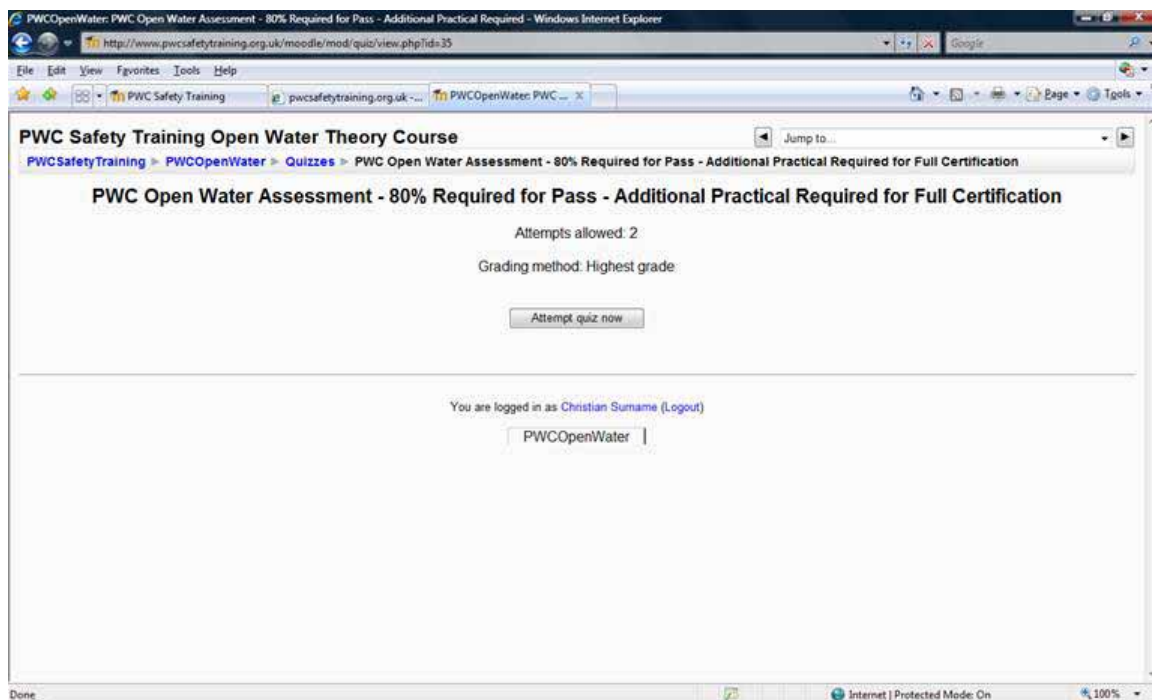 PWCOpenWater: PWC Open Water Assessment - 80% Required for Pass - Additional Practical Required - Windows Internet Explorer
http://www.pwcsafetytraining.org.uk/moodle/mod/quiz/view.php?id=35
Google
File Edit View Favorites Tools Help
PWC Safety Training
pwcsafetytraining.org.uk -...
PWCOpenWater: PWC ...
Page
Tools
PWC Safety Training Open Water Theory Course
Jump to...
PWCSafetyTraining ► PWCOpenWater ► Quizzes ► PWC Open Water Assessment - 80% Required for Pass - Additional Practical Required for Full Certification
PWC Open Water Assessment - 80% Required for Pass - Additional Practical Required for Full Certification
Attempts allowed: 2
Grading method: Highest grade
Attempt quiz now
You are logged in as Christian Surname (Logout)
PWCOpenWater
Done
Internet | Protected Mode: On
100%